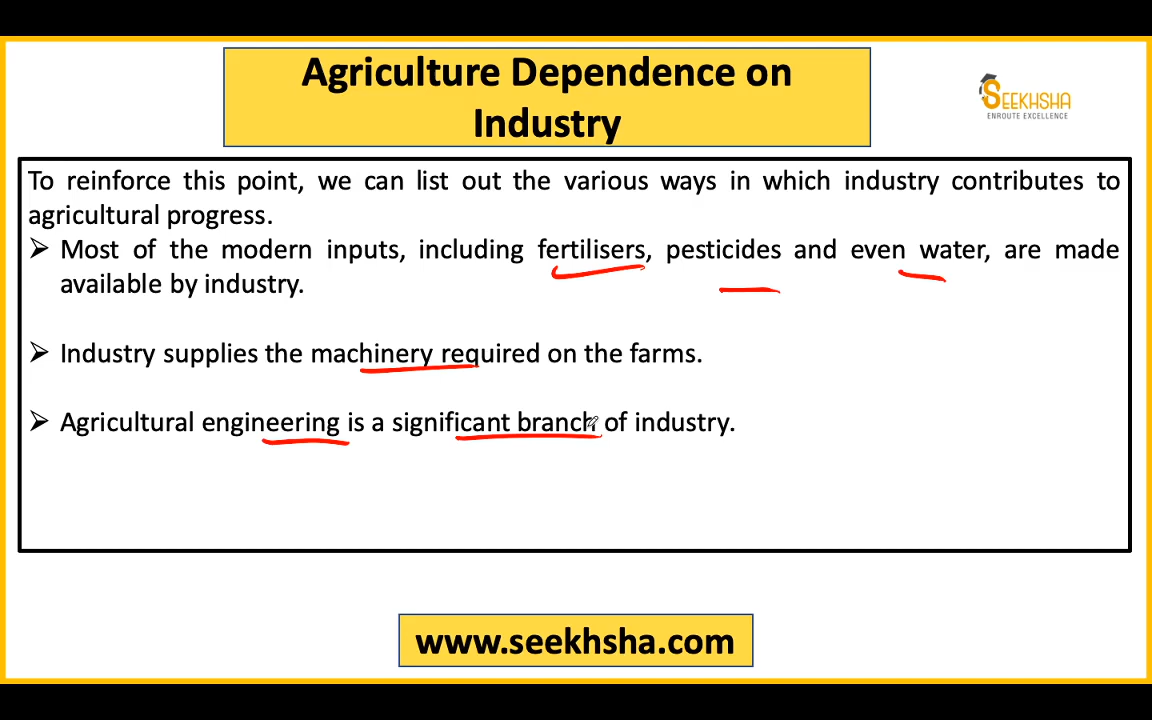 Agriculture Dependence on
Industry
SEEKHSHA
ENROUTE EXCELLENCE
To reinforce this point, we can list out the various ways in which industry contributes to
agricultural progress.
➢ Most of the modern inputs, including fertilisers, pesticides and even water, are made
available by industry.
➢ Industry supplies the machinery required on the farms.
➢ Agricultural engineering is a significant branch of industry.
www.seekhsha.com